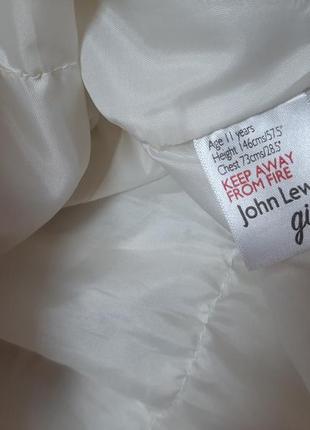 Age 11 years
Height 146cms/57.5"
Chest 73cms/28.5"
KEEP AWAY
FROM FIRE
John Lew
gi